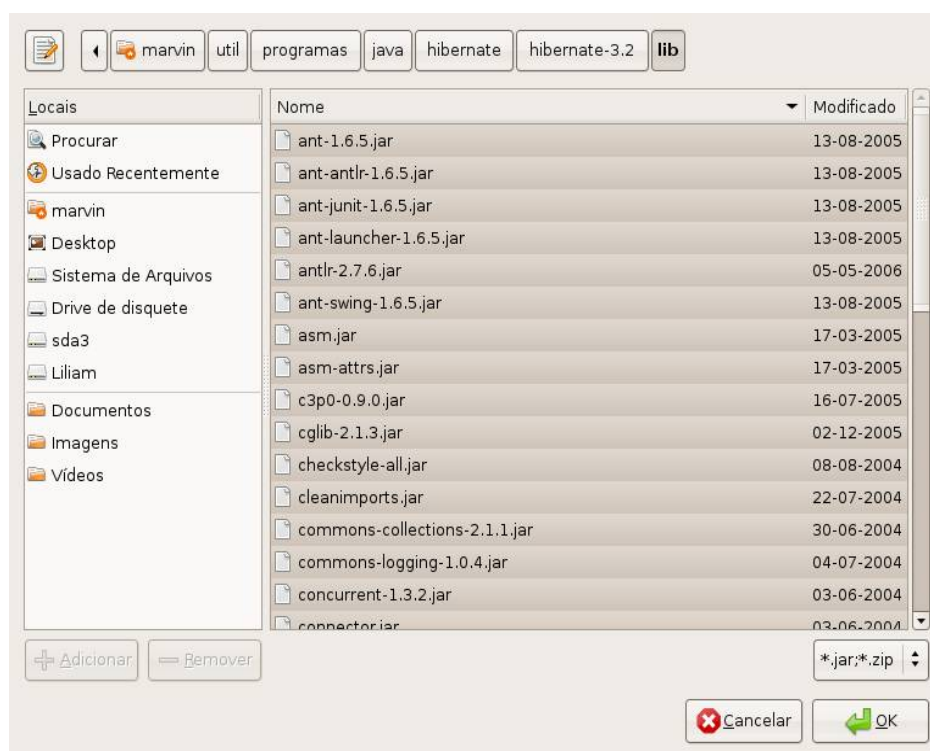 marvin util programas java hibernate hibernate-3.2 lib
Locais
Procurar
Usado Recentemente
marvin
Desktop
Sistema de Arquivos
Drive de disquete
sda3
Liliam
Documentos
Imagens
Vídeos
Nome Modificado
ant-1.6.5.jar 13-08-2005
ant-antlr-1.6.5.jar 13-08-2005
ant-junit-1.6.5.jar 13-08-2005
ant-launcher-1.6.5.jar 13-08-2005
antlr-2.7.6.jar 05-05-2006
ant-swing-1.6.5.jar 13-08-2005
asm.jar 17-03-2005
asm-attrs.jar 17-03-2005
c3p0-0.9.0.jar 16-07-2005
cglib-2.1.3.jar 02-12-2005
checkstyle-all.jar 08-08-2004
cleanimports.jar 22-07-2004
commons-collections-2.1.1.jar 30-06-2004
commons-logging-1.0.4.jar 04-07-2004
concurrent-1.3.2.jar 03-06-2004
connector.jar 03-06-2004
Adicionar Remover
*.jar;*.zip
Cancelar OK